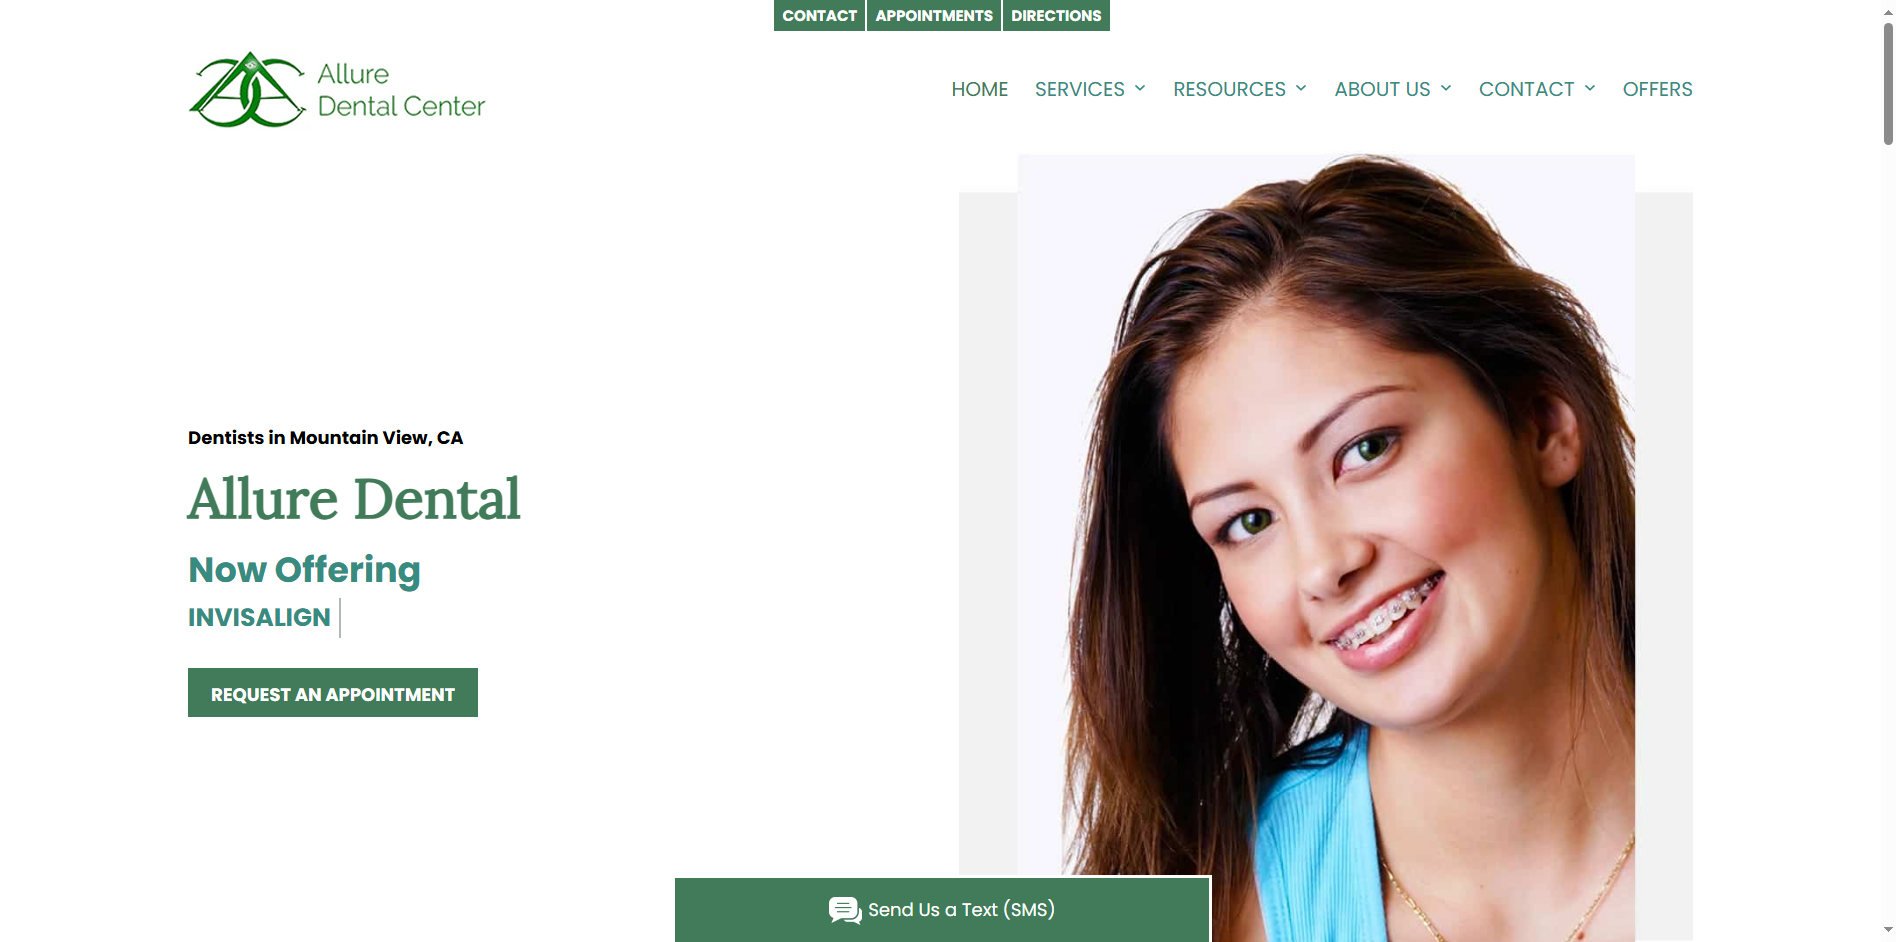 CONTACT APPOINTMENTS DIRECTIONS
Allure
Dental Center
HOME SERVICES RESOURCES ABOUT US CONTACT OFFERS
Dentists in Mountain View, CA
Allure Dental
Now Offering
INVISALIGN
REQUEST AN APPOINTMENT
Send Us a Text (SMS)